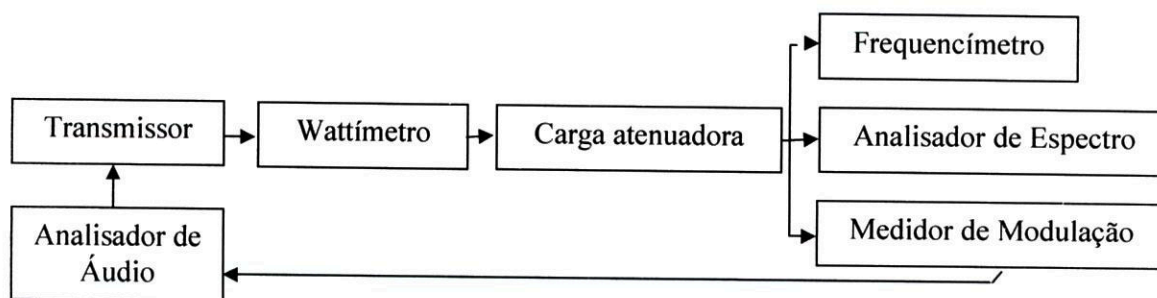 Frequencímetro
Transmissor
Wattímetro
Carga atenuadora
Analisador de Espectro
Analisador de
Áudio
Medidor de Modulação